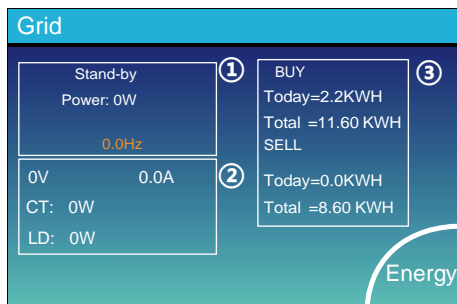 Grid
Stand-by
①
Power: 0W
0.0Hz
0V 0.0A
②
CT: 0W
LD: 0W
BUY
③
Today=2.2KWH
Total =11.60 KWH
SELL
Today=0.0KWH
Total =8.60 KWH
Energy